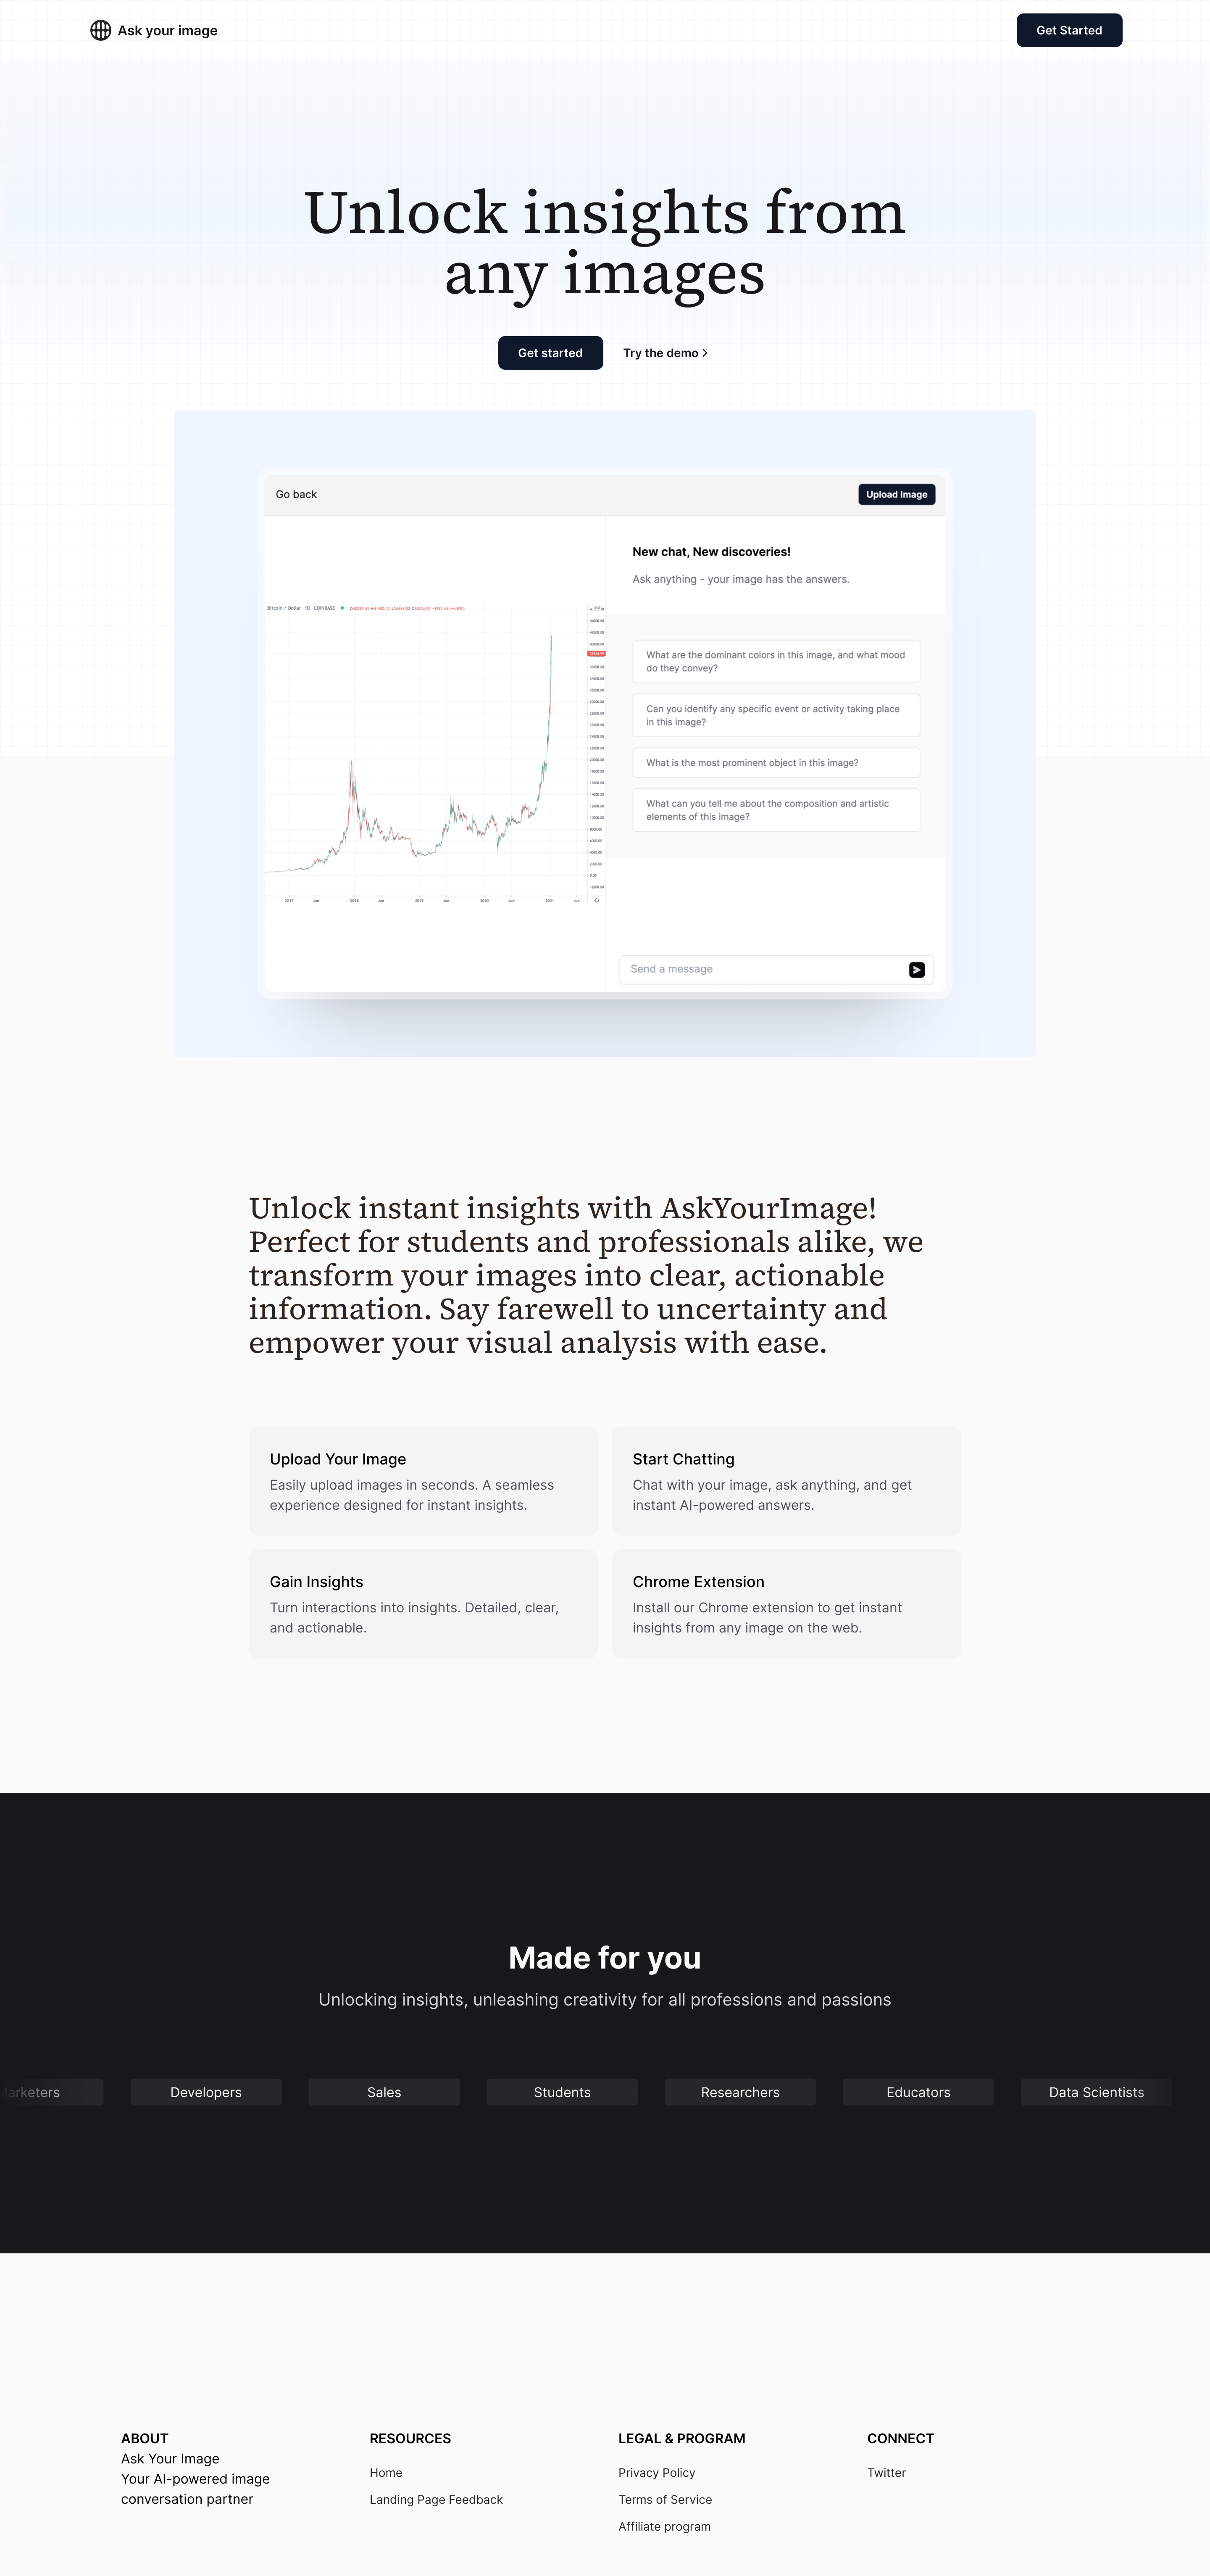 Ask your image
Get Started
Unlock insights from
any images
Get started
Try the demo
Go back
Upload Image
Bitcoin / Dollar · 1D · COINBASE
New chat, New discoveries!
Ask anything - your image has the answers.
What are the dominant colors in this image, and what mood
do they convey?
Can you identify any specific event or activity taking place
in this image?
What is the most prominent object in this image?
What can you tell me about the composition and artistic
elements of this image?
2017 2018 2019 2020 2021
Send a message
Unlock instant insights with AskYourImage!
Perfect for students and professionals alike, we
transform your images into clear, actionable
information. Say farewell to uncertainty and
empower your visual analysis with ease.
Upload Your Image
Easily upload images in seconds. A seamless
experience designed for instant insights.
Start Chatting
Chat with your image, ask anything, and get
instant AI-powered answers.
Gain Insights
Turn interactions into insights. Detailed, clear,
and actionable.
Chrome Extension
Install our Chrome extension to get instant
insights from any image on the web.
Made for you
Unlocking insights, unleashing creativity for all professions and passions
arketers
Developers
Sales
Students
Researchers
Educators
Data Scientists
ABOUT
Ask Your Image
Your AI-powered image
conversation partner
RESOURCES
Home
Landing Page Feedback
LEGAL & PROGRAM
Privacy Policy
Terms of Service
Affiliate program
CONNECT
Twitter